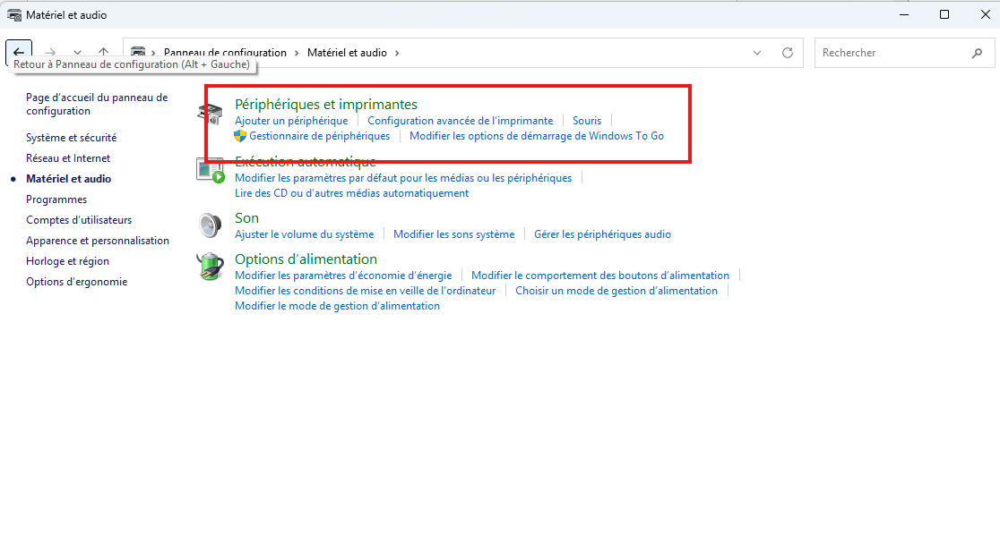 Matériel et audio
Panneau de configuration > Matériel et audio >
Rechercher
Retour à Panneau de configuration (Alt + Gauche)
Page d'accueil du panneau de
configuration
Système et sécurité
Réseau et Internet
Matériel et audio
Programmes
Comptes d'utilisateurs
Apparence et personnalisation
Horloge et région
Options d'ergonomie
Périphériques et imprimantes
Ajouter un périphérique | Configuration avancée de l'imprimante | Souris |
Gestionnaire de périphériques | Modifier les options de démarrage de Windows To Go
Exécution automatique
Modifier les paramètres par défaut pour les médias ou les périphériques |
Lire des CD ou d'autres médias automatiquement
Son
Ajuster le volume du système | Modifier les sons système | Gérer les périphériques audio
Options d'alimentation
Modifier les paramètres d'économie d'énergie | Modifier le comportement des boutons d'alimentation |
Modifier les conditions de mise en veille de l'ordinateur | Choisir un mode de gestion d'alimentation |
Modifier le mode de gestion d'alimentation